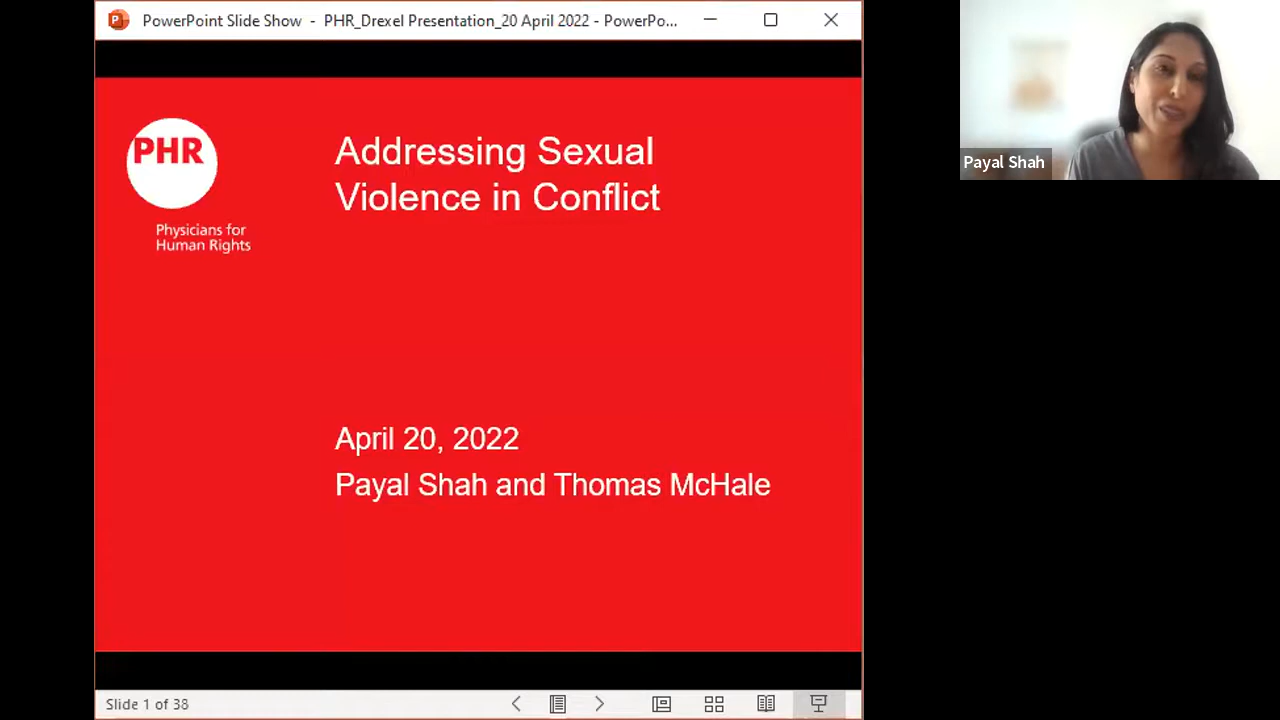 PowerPoint Slide Show - PHR_Drexel Presentation_20 April 2022 - PowerPo...
PHR
Physicians for
Human Rights
Addressing Sexual
Violence in Conflict
April 20, 2022
Payal Shah and Thomas McHale
Slide 1 of 38
Payal Shah